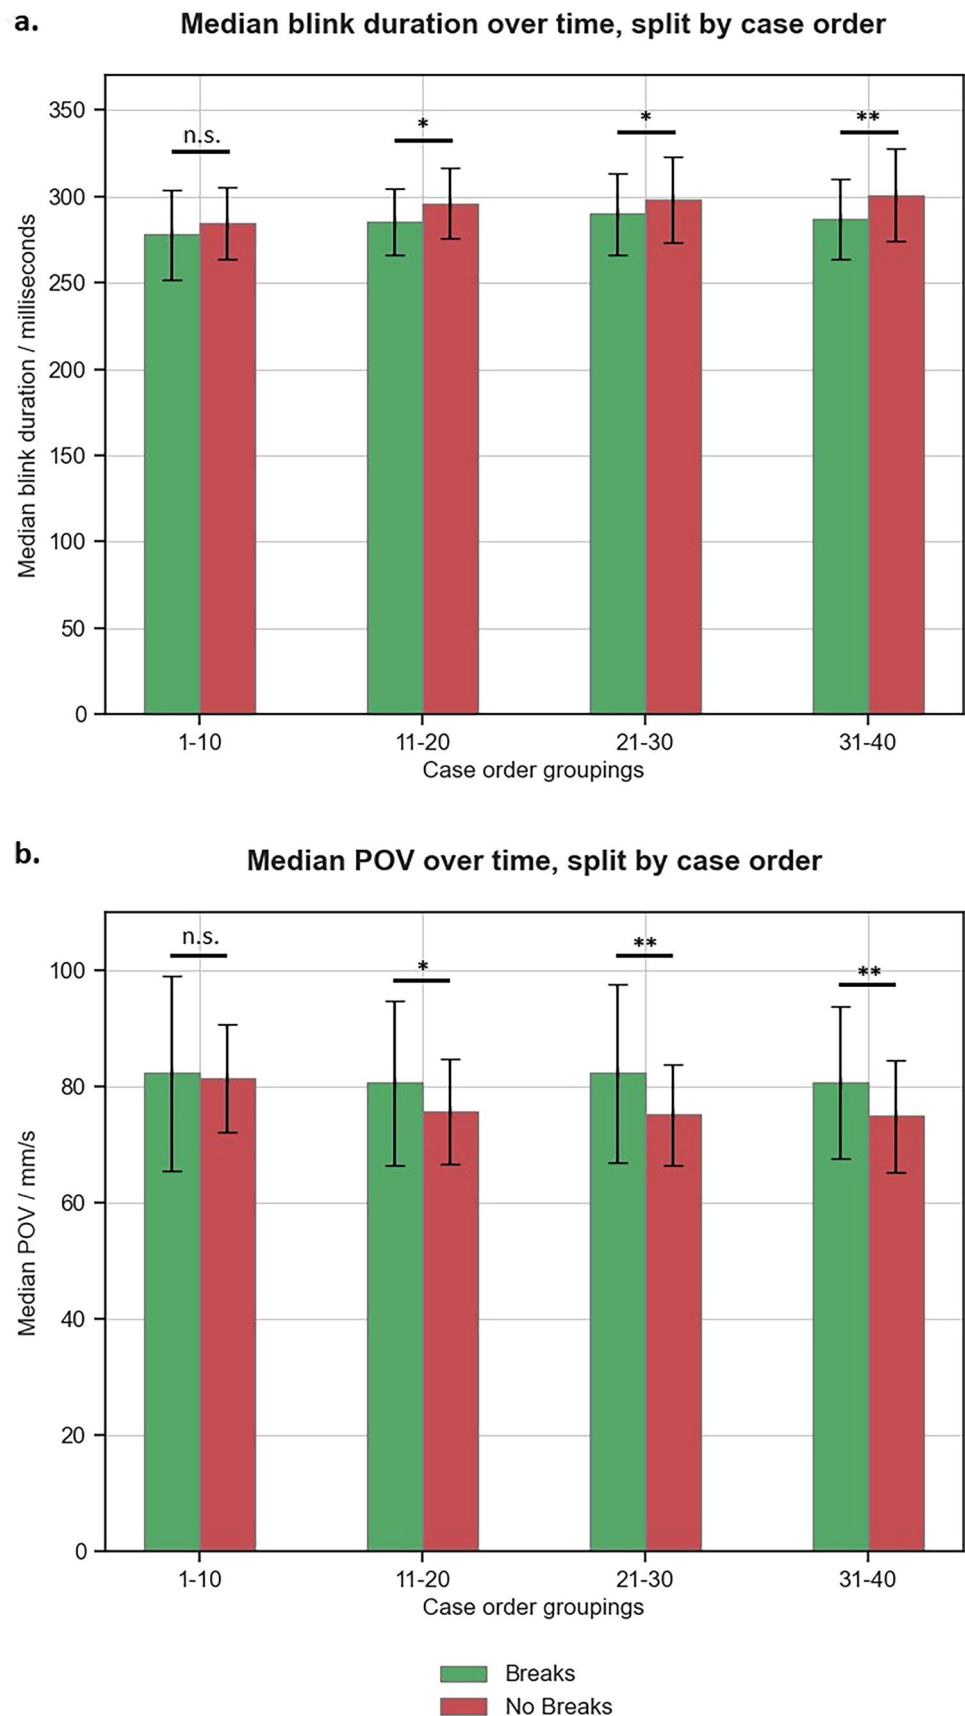 a.
Median blink duration over time, split by case order
Median blink duration / milliseconds
350
300
250
200
150
100
50
0
n.s.
*
*
**
1-10
11-20
21-30
31-40
Case order groupings
b.
Median POV over time, split by case order
Median POV / mm/s
100
80
60
40
20
0
n.s.
*
**
**
1-10
11-20
21-30
31-40
Case order groupings
Breaks
No Breaks